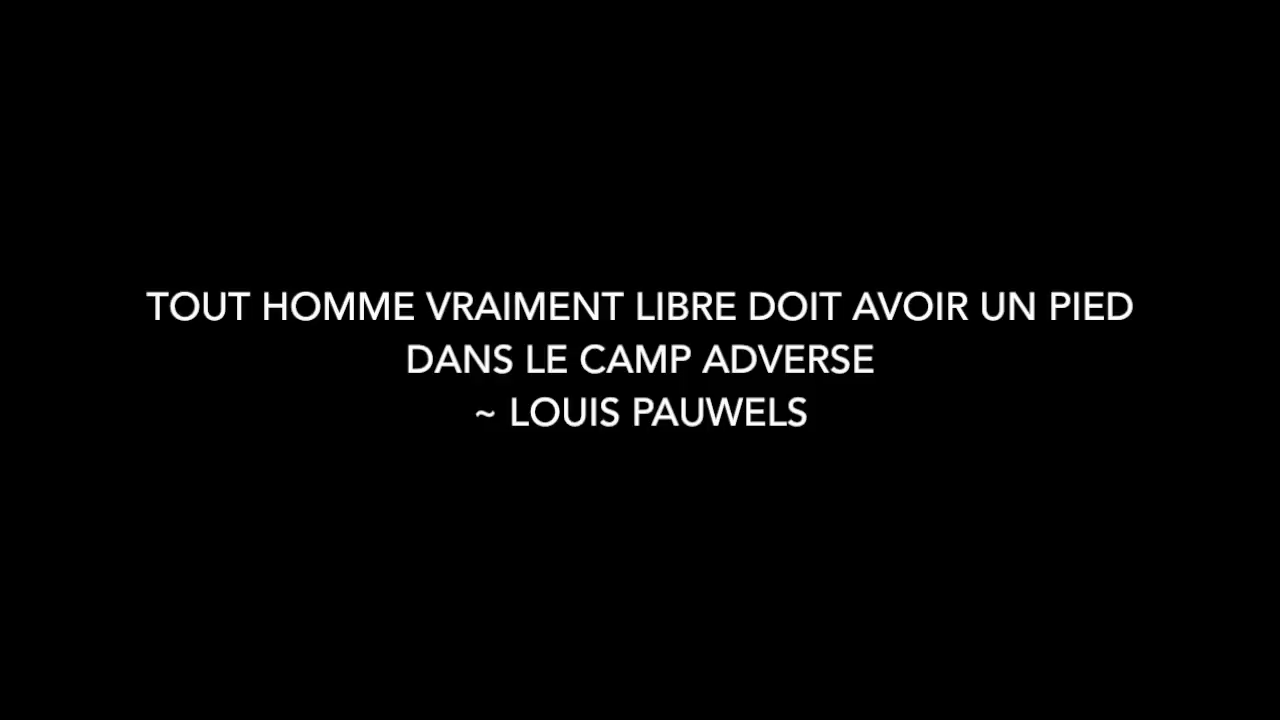 TOUT HOMME VRAIMENT LIBRE DOIT AVOIR UN PIED
DANS LE CAMP ADVERSE
~ LOUIS PAUWELS